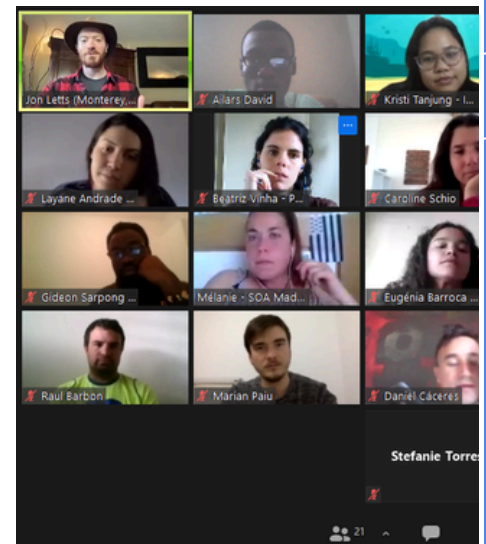 Jon Letts (Monterey,...
Ailars David
Kristi Tanjung - I...
Layane Andrade ...
Beatriz Vinha - P...
Caroline Schio
Gideon Sarpong ...
Mélanie - SOA Mad...
Eugénia Barroca ...
Raul Barbon
Marian Paiu
Daniel Cáceres
Stefanie Torres
21